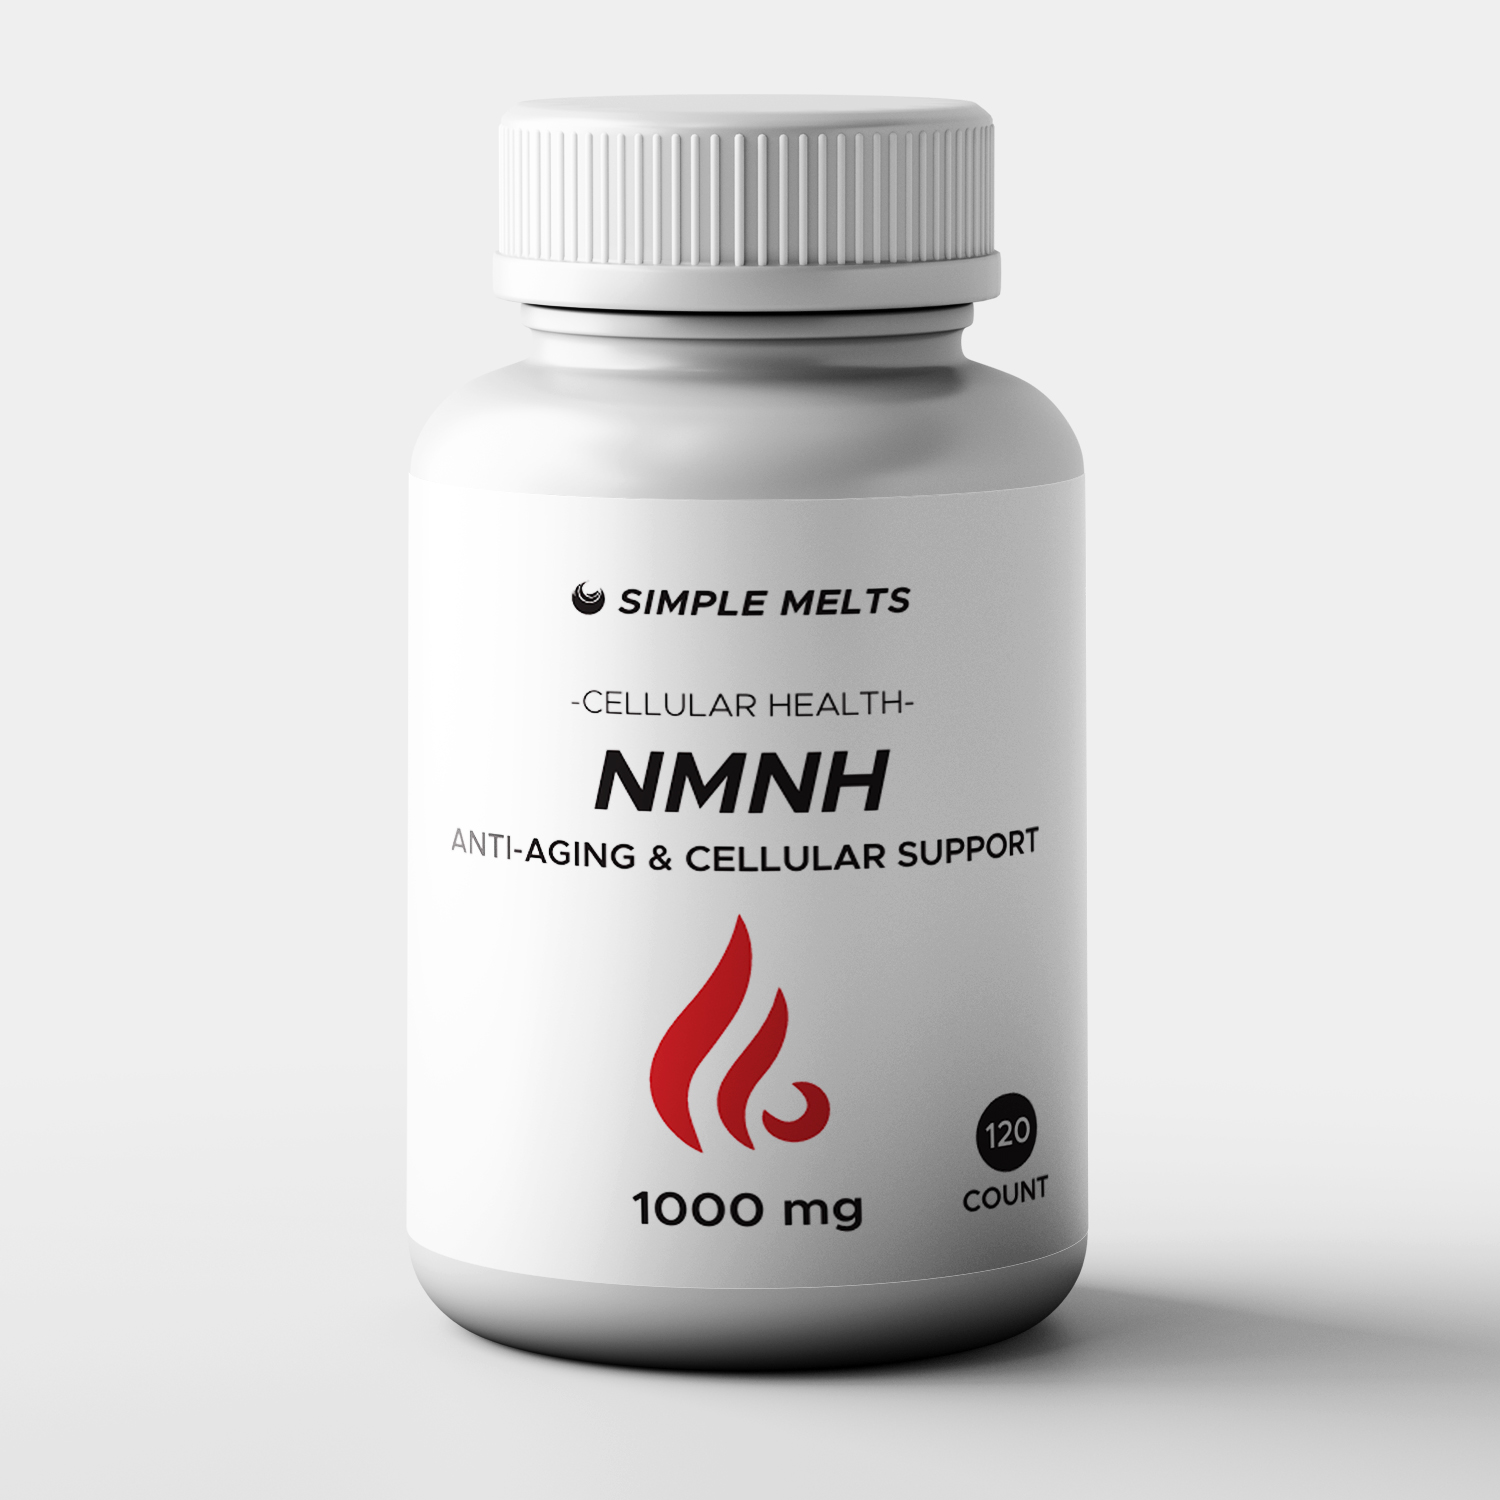 SIMPLE MELTS
-CELLULAR HEALTH-
NMNH
ANTI-AGING & CELLULAR SUPPORT
1000 mg
120
COUNT